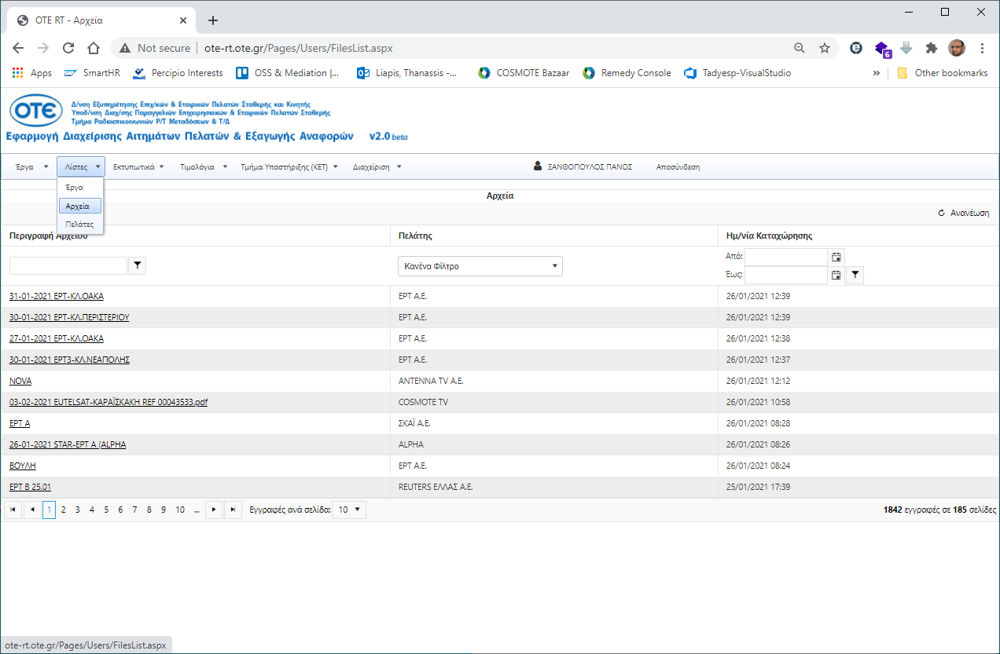 OTE RT - Αρχεία
Not secure | ote-rt.ote.gr/Pages/Users/FilesList.aspx
6
Apps SmartHR Percipio Interests OSS & Mediation |... Liapis, Thanassis -... COSMOTE Bazaar Remedy Console Tadyesp-VisualStudio » Other bookmarks
ΟΤΕ
Δ/νση Εξυπηρέτησης Επιχ/κών & Εταιρικών Πελατών Σταθερής και Κινητής
Υποδ/νση Διαχ/σης Παραγγελιών Επιχειρησιακών & Εταιρικών Πελατών Σταθερής
Τμήμα Ραδιοεπικοινωνιών Ρ/Τ Μεταδόσεων & Τ/Δ
Εφαρμογή Διαχείρισης Αιτημάτων Πελατών & Εξαγωγής Αναφορών v2.0 beta
Έργα Λίστες Εκτυπωτικά Τιμολόγια Τμήμα Υποστήριξης (ΚΕΤ) Διαχείριση ΞΑΝΘΟΠΟΥΛΟΣ ΠΑΝΟΣ Αποσύνδεση
Έργα
Αρχεία
Πελάτες
Αρχεία
Ανανέωση
Περιγραφή Αρχείου Πελάτης Ημ/νία Καταχώρησης
Κανένα Φίλτρο
Από:
Έως:
31-01-2021 ΕΡΤ-ΚΛ.ΟΑΚΑ ΕΡΤ Α.Ε. 26/01/2021 12:39
30-01-2021 ΕΡΤ-ΚΛ.ΠΕΡΙΣΤΕΡΙΟΥ ΕΡΤ Α.Ε. 26/01/2021 12:39
27-01-2021 ΕΡΤ-ΚΛ.ΟΑΚΑ ΕΡΤ Α.Ε. 26/01/2021 12:38
30-01-2021 ΕΡΤ3-ΚΛ.ΝΕΑΠΟΛΗΣ ΕΡΤ Α.Ε. 26/01/2021 12:37
NOVA ANTENNA TV Α.Ε. 26/01/2021 12:12
03-02-2021 EUTELSAT-ΚΑΡΑΪΣΚΑΚΗ REF 00043533.pdf COSMOTE TV 26/01/2021 10:58
ΕΡΤ Α ΣΚΑΪ Α.Ε. 26/01/2021 08:28
26-01-2021 STAR-ΕΡΤ Α (ALPHA ALPHA 26/01/2021 08:26
ΒΟΥΛΗ ΕΡΤ Α.Ε. 26/01/2021 08:24
ΕΡΤ Β 25.01 REUTERS ΕΛΛΑΣ Α.Ε. 25/01/2021 17:39
1 2 3 4 5 6 7 8 9 10 ... Εγγραφές ανά σελίδα: 10 1842 εγγραφές σε 185 σελίδες
ote-rt.ote.gr/Pages/Users/FilesList.aspx